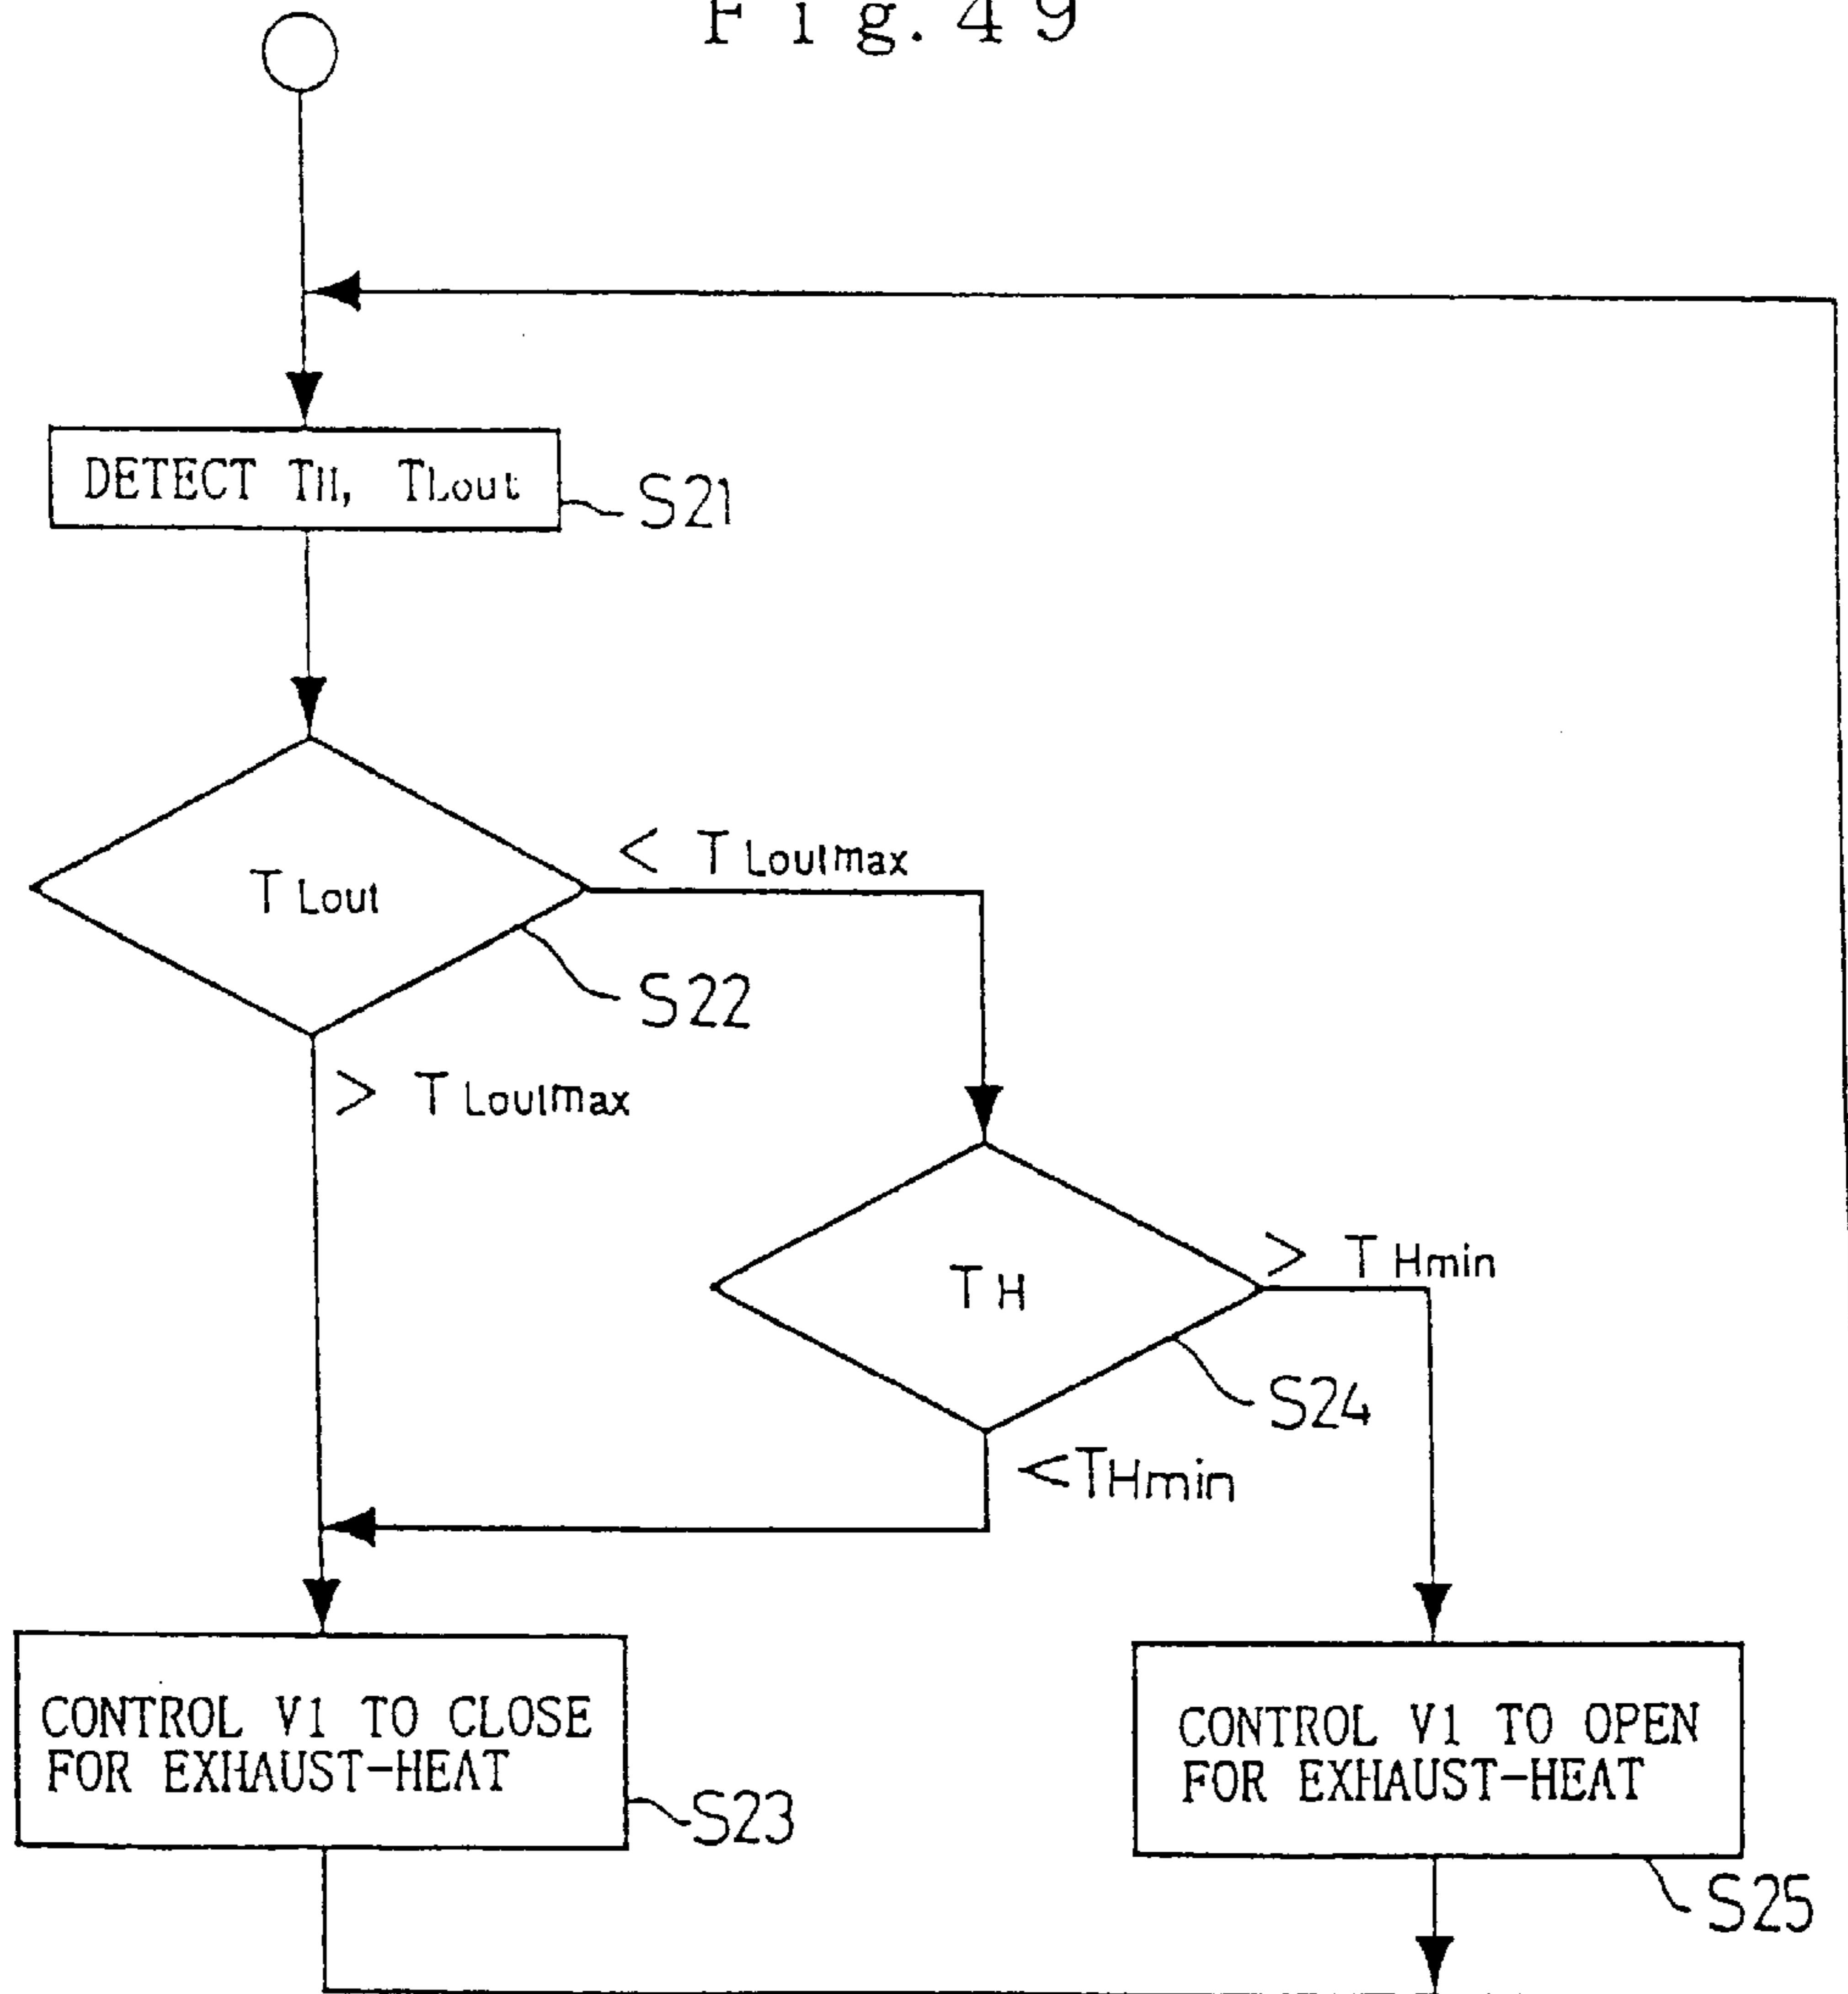 Fig. 49
DETECT TH, TLout
S21
TLout
< TLoutmax
S22
> TLoutmax
TH
> THmin
S24
<THmin
CONTROL V1 TO CLOSE
FOR EXHAUST-HEAT
S23
CONTROL V1 TO OPEN
FOR EXHAUST-HEAT
S25